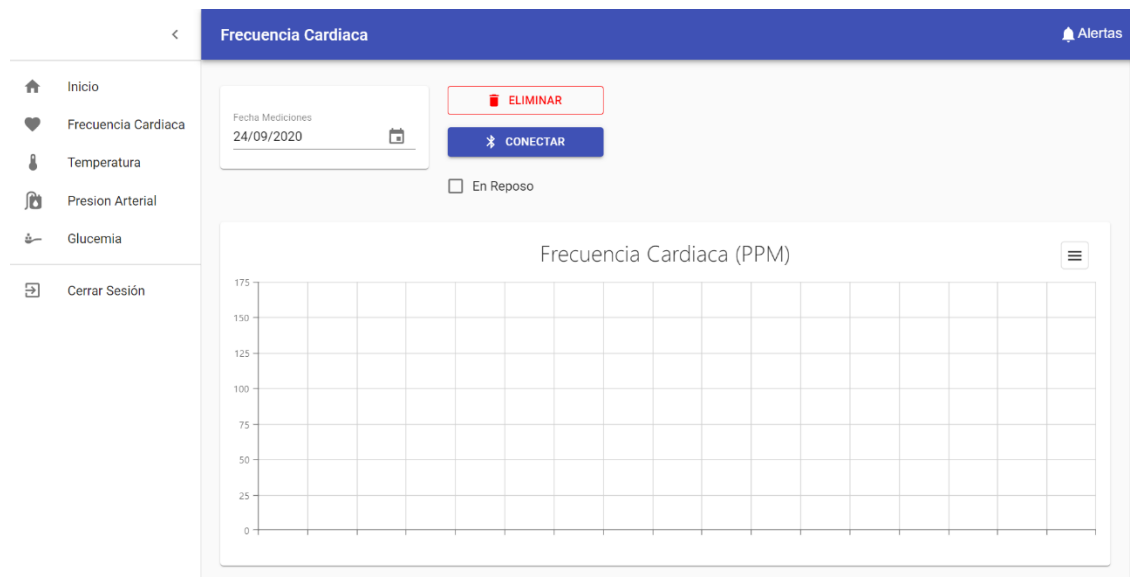 Frecuencia Cardiaca
Alertas
Inicio
Frecuencia Cardiaca
Temperatura
Presion Arterial
Glucemia
Cerrar Sesión
Fecha Mediciones
24/09/2020
ELIMINAR
CONECTAR
En Reposo
Frecuencia Cardiaca (PPM)
175
150
125
100
75
50
25
0